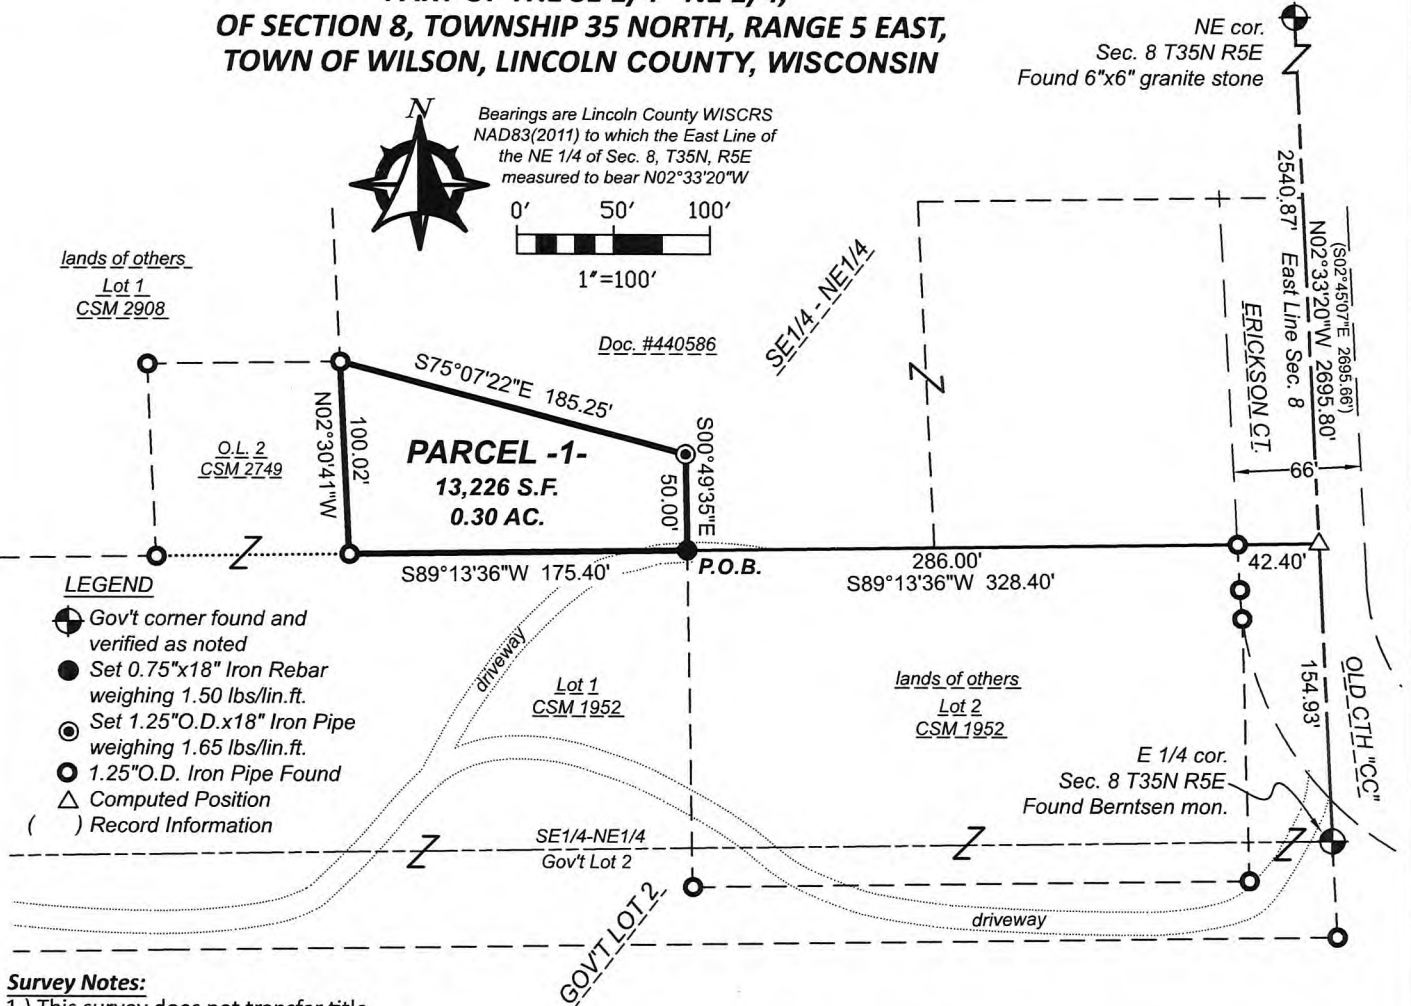 OF SECTION 8, TOWNSHIP 35 NORTH, RANGE 5 EAST,
TOWN OF WILSON, LINCOLN COUNTY, WISCONSIN
NE cor.
Sec. 8 T35N R5E
Found 6"x6" granite stone
N
Bearings are Lincoln County WISCRS
NAD83(2011) to which the East Line of
the NE 1/4 of Sec. 8, T35N, R5E
measured to bear N02°33'20"W
0' 50' 100'
1"=100'
lands of others
Lot 1
CSM 2908
Doc. #440586
SE1/4 - NE1/4
2540.87' East Line Sec. 8
N02°33'20"W 2695.80'
(S02°45'07"E 2695.66')
ERICKSON CT.
66'
S75°07'22"E 185.25'
N02°30'41"W
100.02'
PARCEL -1-
13,226 S.F.
0.30 AC.
S00°49'35"E
50.00'
O.L. 2
CSM 2749
S89°13'36"W 175.40'
P.O.B.
286.00'
S89°13'36"W 328.40'
42.40'
LEGEND
Gov't corner found and
verified as noted
Set 0.75"x18" Iron Rebar
weighing 1.50 lbs/lin.ft.
Set 1.25"O.D.x18" Iron Pipe
weighing 1.65 lbs/lin.ft.
1.25"O.D. Iron Pipe Found
Computed Position
( ) Record Information
driveway
Lot 1
CSM 1952
lands of others
Lot 2
CSM 1952
154.93'
OLD CTH "CC"
E 1/4 cor.
Sec. 8 T35N R5E
Found Berntsen mon.
SE1/4-NE1/4
Gov't Lot 2
GOV'T LOT 2
driveway
Survey Notes:
1.) This survey does not transfer title